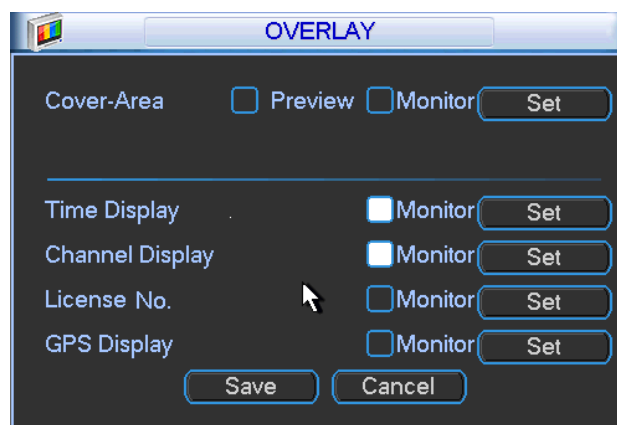 OVERLAY
Cover-Area Preview Monitor Set
Time Display Monitor Set
Channel Display Monitor Set
License No. Monitor Set
GPS Display Monitor Set
Save Cancel